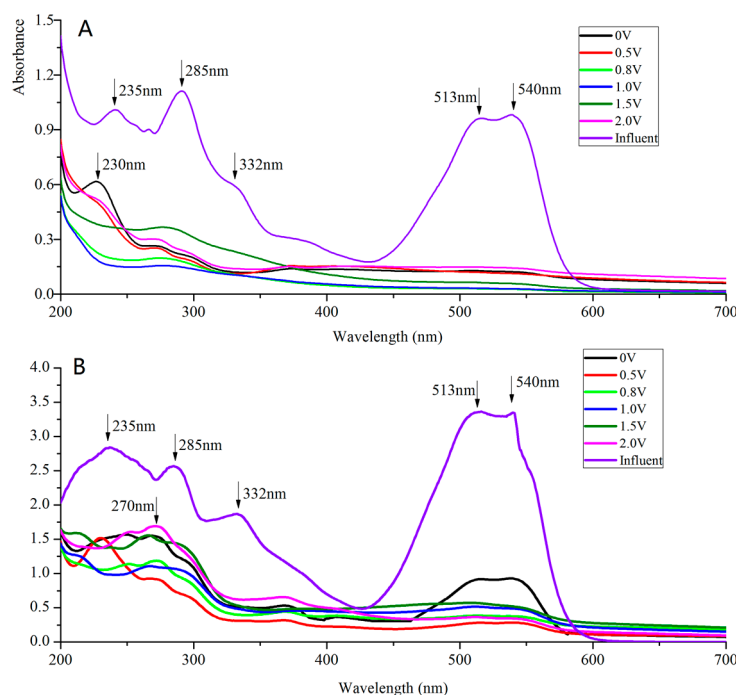 A
Absorbance
1.5
1.2
0.9
0.6
0.3
0.0
235nm
285nm
230nm
332nm
513nm
540nm
0V
0.5V
0.8V
1.0V
1.5V
2.0V
Influent
200
300
400
500
600
700
Wavelength (nm)
B
4.0
3.5
3.0
2.5
2.0
1.5
1.0
0.5
0.0
235nm
285nm
270nm
332nm
513nm
540nm
0V
0.5V
0.8V
1.0V
1.5V
2.0V
Influent
200
300
400
500
600
700
Wavelength (nm)